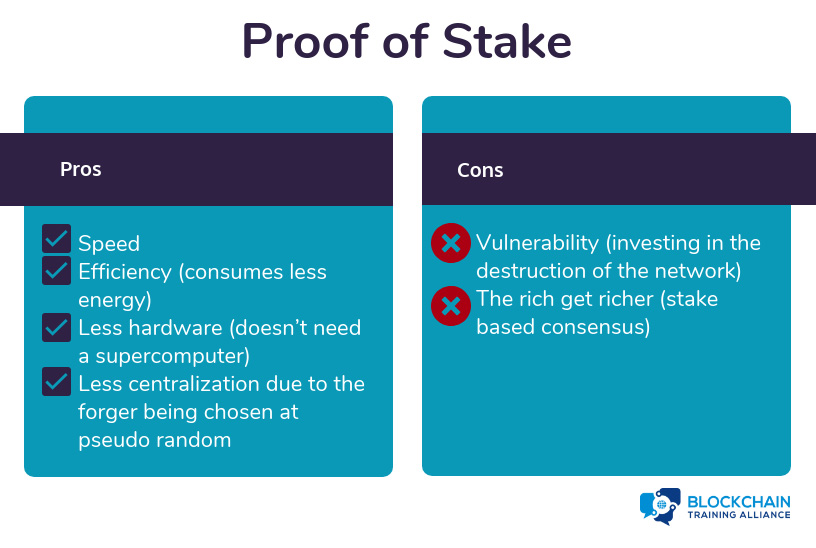 Proof of Stake
Pros
Speed
Efficiency (consumes less
energy)
Less hardware (doesn’t need
a supercomputer)
Less centralization due to the
forger being chosen at
pseudo random
Cons
Vulnerability (investing in the
destruction of the network)
The rich get richer (stake
based consensus)
BLOCKCHAIN
TRAINING ALLIANCE